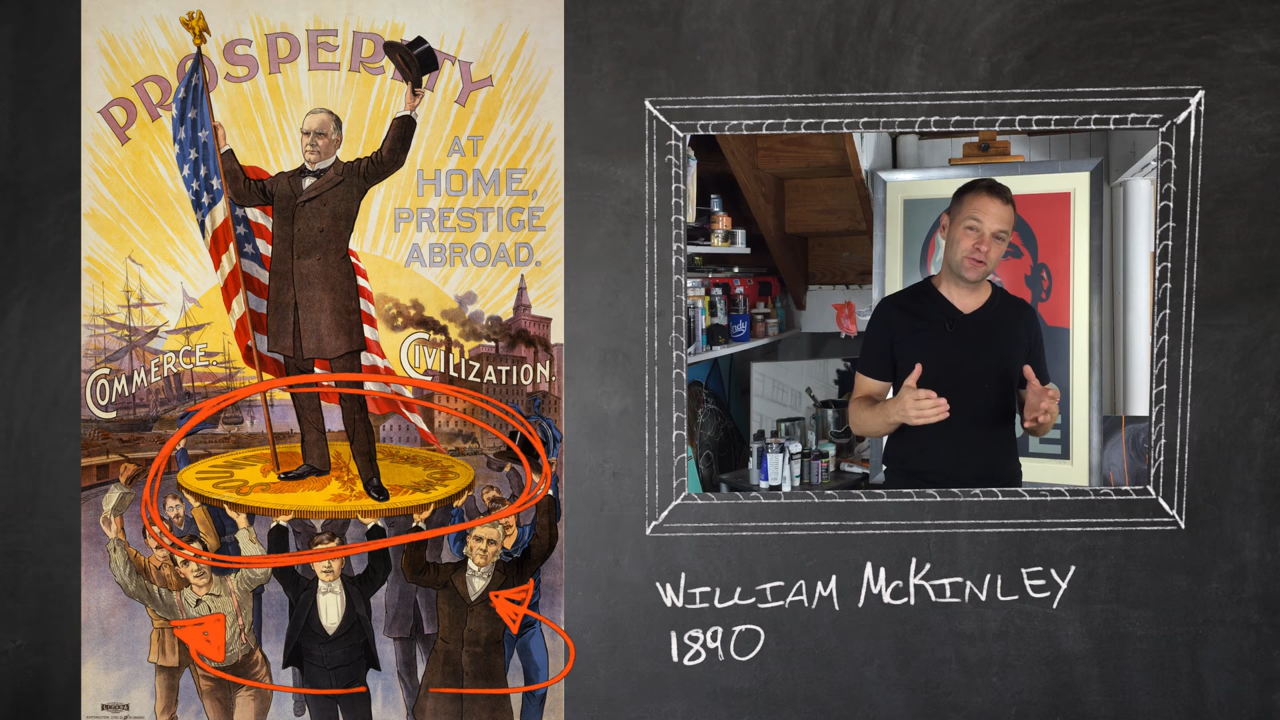 PROSPERITY
AT
HOME,
PRESTIGE
ABROAD.
COMMERCE.
CIVILIZATION.
WILLIAM McKINLEY
1890